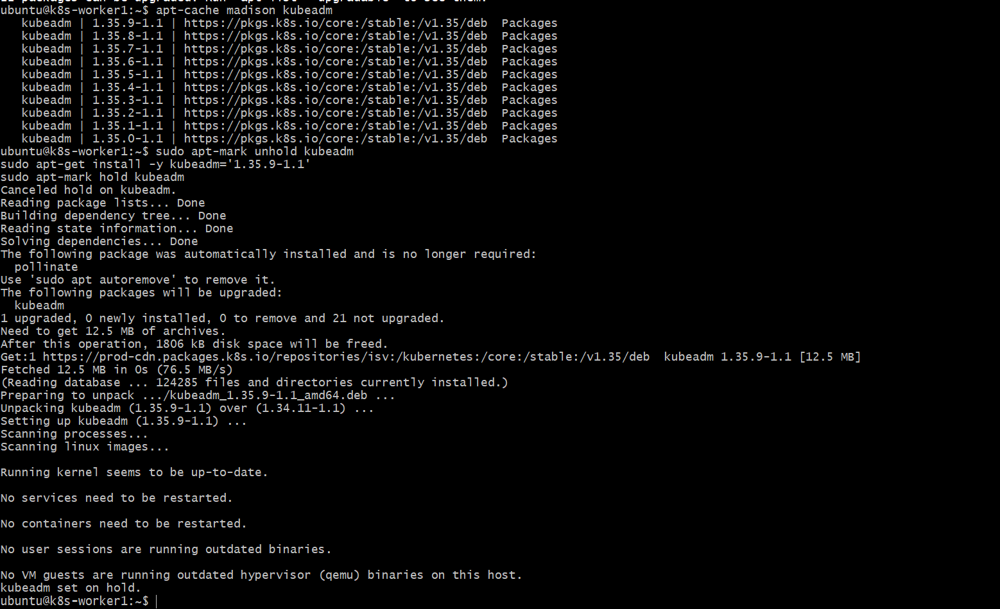 ubuntu@k8s-worker1:~$ apt-cache madison kubeadm
   kubeadm | 1.35.9-1.1 | https://pkgs.k8s.io/core:/stable:/v1.35/deb  Packages
   kubeadm | 1.35.8-1.1 | https://pkgs.k8s.io/core:/stable:/v1.35/deb  Packages
   kubeadm | 1.35.7-1.1 | https://pkgs.k8s.io/core:/stable:/v1.35/deb  Packages
   kubeadm | 1.35.6-1.1 | https://pkgs.k8s.io/core:/stable:/v1.35/deb  Packages
   kubeadm | 1.35.5-1.1 | https://pkgs.k8s.io/core:/stable:/v1.35/deb  Packages
   kubeadm | 1.35.4-1.1 | https://pkgs.k8s.io/core:/stable:/v1.35/deb  Packages
   kubeadm | 1.35.3-1.1 | https://pkgs.k8s.io/core:/stable:/v1.35/deb  Packages
   kubeadm | 1.35.2-1.1 | https://pkgs.k8s.io/core:/stable:/v1.35/deb  Packages
   kubeadm | 1.35.1-1.1 | https://pkgs.k8s.io/core:/stable:/v1.35/deb  Packages
   kubeadm | 1.35.0-1.1 | https://pkgs.k8s.io/core:/stable:/v1.35/deb  Packages
ubuntu@k8s-worker1:~$ sudo apt-mark unhold kubeadm
sudo apt-get install -y kubeadm='1.35.9-1.1'
sudo apt-mark hold kubeadm
Canceled hold on kubeadm.
Reading package lists... Done
Building dependency tree... Done
Reading state information... Done
Solving dependencies... Done
The following package was automatically installed and is no longer required:
  pollinate
Use 'sudo apt autoremove' to remove it.
The following packages will be upgraded:
  kubeadm
1 upgraded, 0 newly installed, 0 to remove and 21 not upgraded.
Need to get 12.5 MB of archives.
After this operation, 1806 kB disk space will be freed.
Get:1 https://prod-cdn.packages.k8s.io/repositories/isv:/kubernetes:/core:/stable:/v1.35/deb  kubeadm 1.35.9-1.1 [12.5 MB]
Fetched 12.5 MB in 0s (76.5 MB/s)
(Reading database ... 124285 files and directories currently installed.)
Preparing to unpack .../kubeadm_1.35.9-1.1_amd64.deb ...
Unpacking kubeadm (1.35.9-1.1) over (1.34.11-1.1) ...
Setting up kubeadm (1.35.9-1.1) ...
Scanning processes...
Scanning linux images...

Running kernel seems to be up-to-date.

No services need to be restarted.

No containers need to be restarted.

No user sessions are running outdated binaries.

No VM guests are running outdated hypervisor (qemu) binaries on this host.
kubeadm set on hold.
ubuntu@k8s-worker1:~$